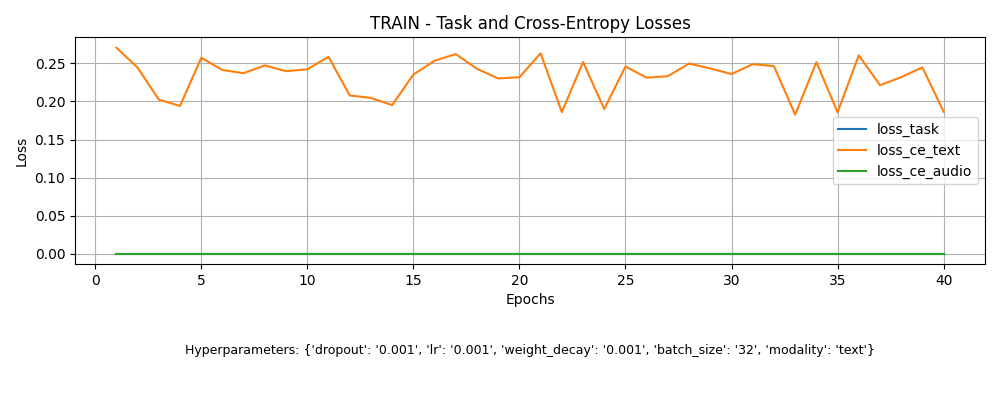 TRAIN - Task and Cross-Entropy Losses
Loss
0.25
0.20
0.15
0.10
0.05
0.00
loss_task
loss_ce_text
loss_ce_audio
0 5 10 15 20 25 30 35 40
Epochs
Hyperparameters: {'dropout': '0.001', 'lr': '0.001', 'weight_decay': '0.001', 'batch_size': '32', 'modality': 'text'}